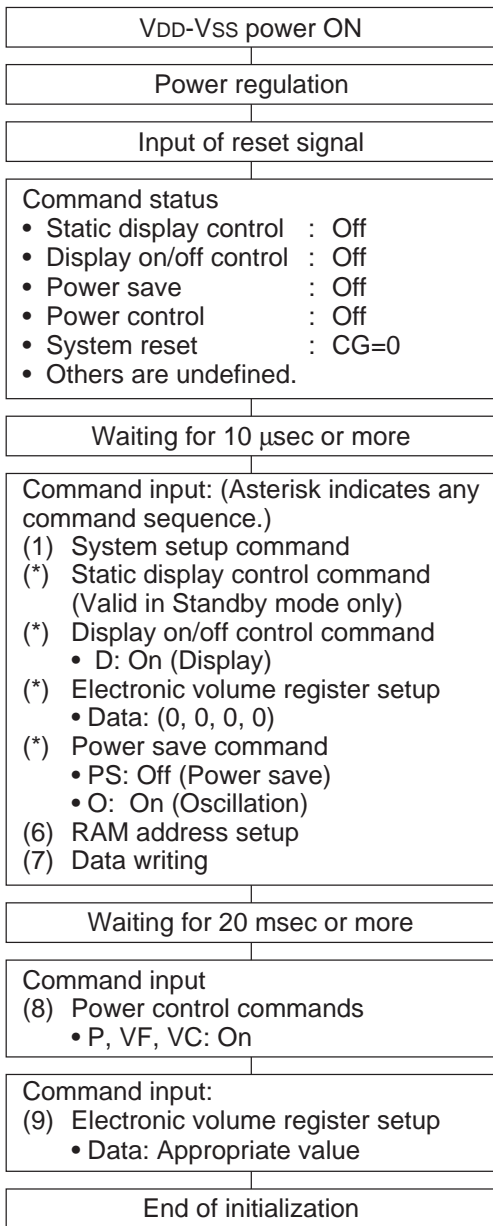 VDD-VSS power ON
Power regulation
Input of reset signal
Command status
• Static display control : Off
• Display on/off control : Off
• Power save : Off
• Power control : Off
• System reset : CG=0
• Others are undefined.
Waiting for 10 μsec or more
Command input: (Asterisk indicates any
command sequence.)
(1) System setup command
(*) Static display control command
(Valid in Standby mode only)
(*) Display on/off control command
• D: On (Display)
(*) Electronic volume register setup
• Data: (0, 0, 0, 0)
(*) Power save command
• PS: Off (Power save)
• O: On (Oscillation)
(6) RAM address setup
(7) Data writing
Waiting for 20 msec or more
Command input
(8) Power control commands
• P, VF, VC: On
Command input:
(9) Electronic volume register setup
• Data: Appropriate value
End of initialization